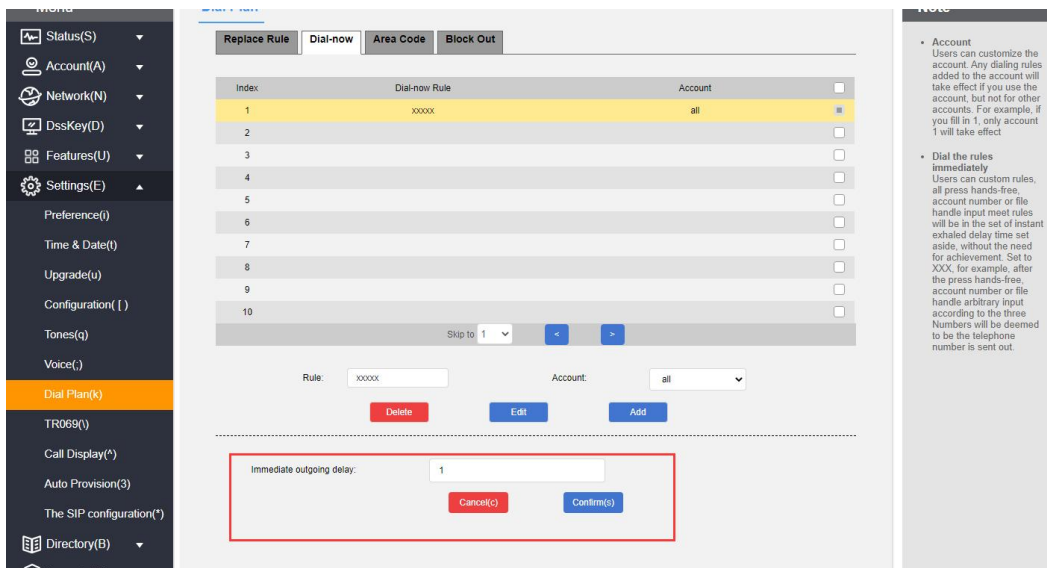 Menu
Status(S)
Account(A)
Network(N)
DssKey(D)
Features(U)
Settings(E)
Preference(i)
Time & Date(t)
Upgrade(u)
Configuration( [ )
Tones(q)
Voice(;)
Dial Plan(k)
TR069(\)
Call Display(^)
Auto Provision(3)
The SIP configuration(*)
Directory(B)
Dial Plan
Replace Rule Dial-now Area Code Block Out
Index Dial-now Rule Account
1 xxxxx all
2
3
4
5
6
7
8
9
10
Skip to 1 < >
Rule: xxxxx Account: all
Delete Edit Add
Immediate outgoing delay: 1
Cancel(c) Confirm(s)
Note
Account
Users can customize the
account. Any dialing rules
added to the account will
take effect if you use the
account, but not for other
accounts. For example, if
you fill in 1, only account
1 will take effect
Dial the rules
immediately
Users can custom rules,
all press hands-free,
account number or file
handle input meet rules
will be in the set of instant
exhaled delay time set
aside, without the need
for achievement. Set to
XXX, for example, after
the press hands-free,
account number or file
handle arbitrary input
according to the three
Numbers will be deemed
to be the telephone
number is sent out.